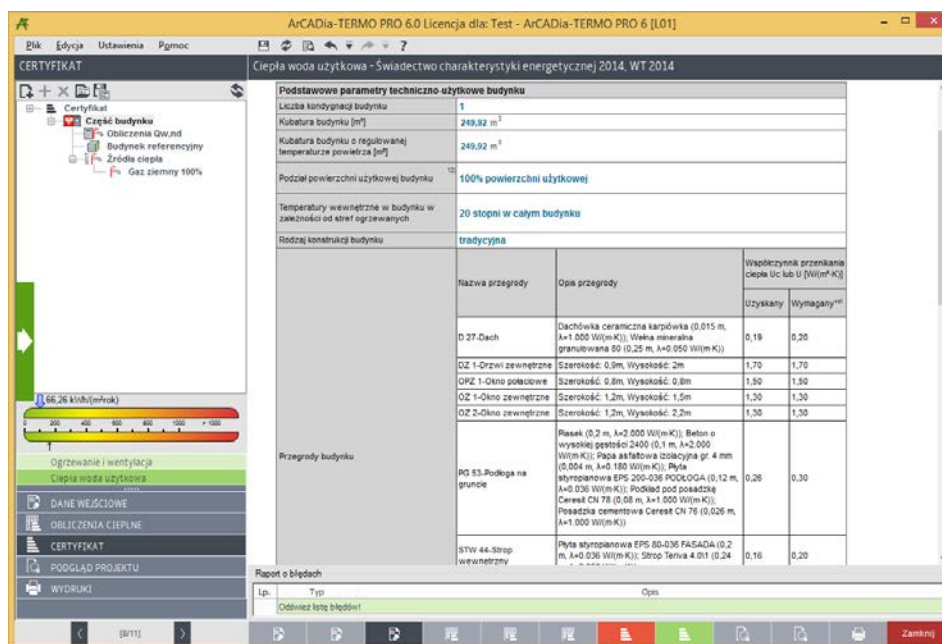 ArCADia-TERMO PRO 6.0 Licencja dla: Test - ArCADia-TERMO PRO 6 [L01]
Plik Edycja Ustawienia Pomoc
CERTYFIKAT
Ciepła woda użytkowa - Świadectwo charakterystyki energetycznej 2014, WT 2014
Certyfikat
Część budynku
Obliczenia Qw,nd
Budynek referencyjny
Źródła ciepła
Gaz ziemny 100%
66,26 kWh/(m²rok)
0 200 400 600 800 1000 > 1000
Ogrzewanie i wentylacja
Ciepła woda użytkowa
DANE WEJŚCIOWE
OBLICZENIA CIEPLNE
CERTYFIKAT
PODGLĄD PROJEKTU
WYDRUKI
[8/11]
Podstawowe parametry techniczno-użytkowe budynku
Liczba kondygnacji budynku 1
Kubatura budynku [m³] 249,92 m³
Kubatura budynku o regulowanej temperaturze powietrza [m³] 249,92 m³
Podział powierzchni użytkowej budynku 100% powierzchni użytkowej
Temperatury wewnętrzne w budynku w zależności od stref ogrzewanych 20 stopni w całym budynku
Rodzaj konstrukcji budynku tradycyjna
Przegrody budynku
Nazwa przegrody Opis przegrody Współczynnik przenikania ciepła Uc lub U [W/(m²·K)]
Uzyskany Wymagany
D 27-Dach Dachówka ceramiczna karpiówka (0,015 m, λ=1.000 W/(m·K)); Wełna mineralna granulowana 80 (0,25 m, λ=0.050 W/(m·K)) 0,19 0,20
DZ 1-Drzwi zewnętrzne Szerokość: 0,9m, Wysokość: 2m 1,70 1,70
OPZ 1-Okno połaciowe Szerokość: 0,8m, Wysokość: 0,8m 1,50 1,50
OZ 1-Okno zewnętrzne Szerokość: 1,2m, Wysokość: 1,5m 1,30 1,30
OZ 2-Okno zewnętrzne Szerokość: 1,2m, Wysokość: 2,2m 1,30 1,30
PG 53-Podłoga na gruncie Piasek (0,2 m, λ=2.000 W/(m·K)); Beton o wysokiej gęstości 2400 (0,1 m, λ=2.000 W/(m·K)); Papa asfaltowa izolacyjna gr. 4 mm (0,004 m, λ=0.180 W/(m·K)); Płyta styropianowa EPS 200-036 PODŁOGA (0,12 m, λ=0.036 W/(m·K)); Podkład pod posadzkę Ceresit CN 78 (0,08 m, λ=1.000 W/(m·K)); Posadzka cementowa Ceresit CN 76 (0,026 m, λ=1.000 W/(m·K)) 0,26 0,30
STW 44-Strop wewnętrzny Płyta styropianowa EPS 80-036 FASADA (0,2 m, λ=0.036 W/(m·K)); Strop Teriva 4.0\1 (0,24 0,16 0,20
Raport o błędach
Lp. Typ Opis
Odśwież listę błędów!
Zamknij